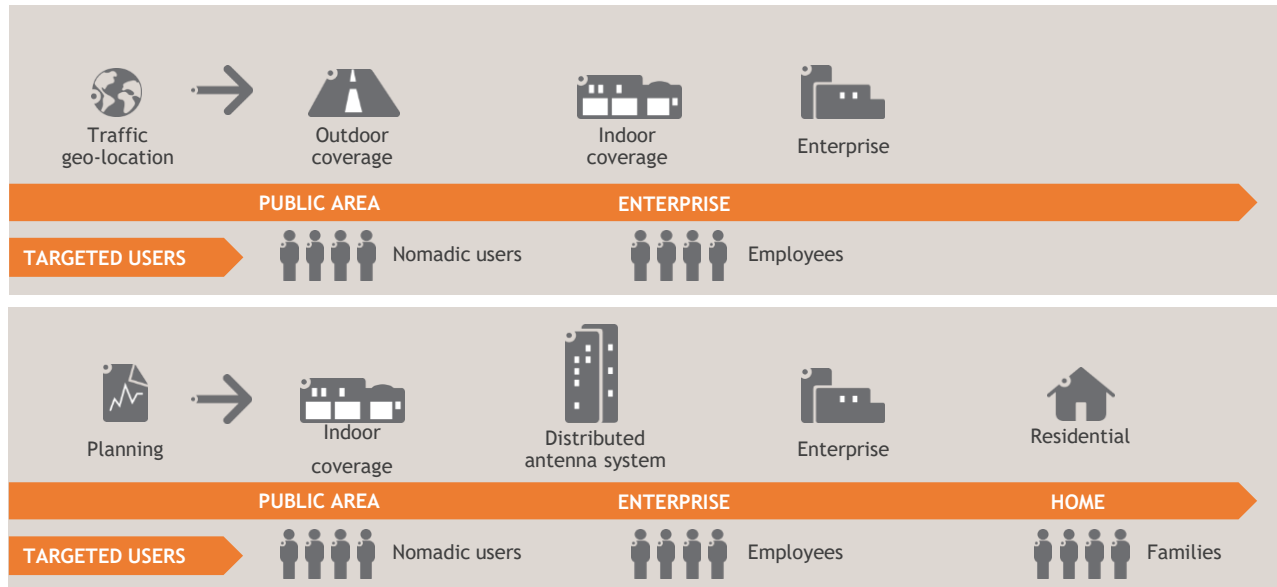 Traffic
geo-location
Outdoor
coverage
Indoor
coverage
Enterprise
PUBLIC AREA
ENTERPRISE
TARGETED USERS
Nomadic users
Employees
Planning
Indoor
coverage
Distributed
antenna system
Enterprise
Residential
PUBLIC AREA
ENTERPRISE
HOME
TARGETED USERS
Nomadic users
Employees
Families